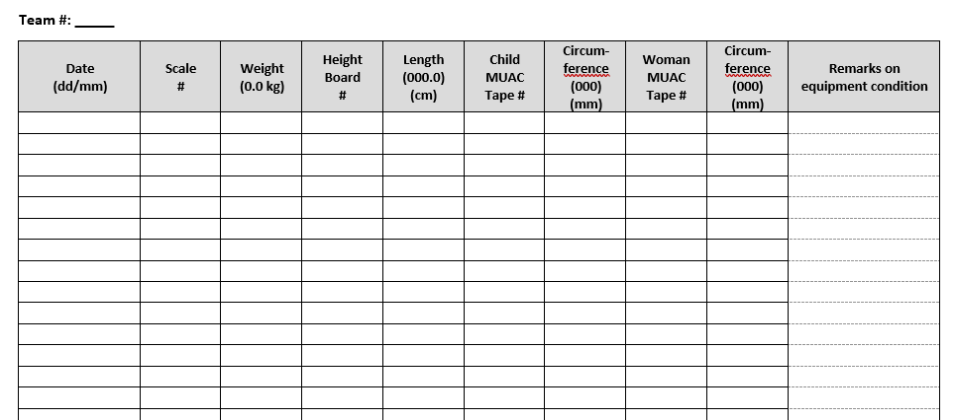 Team #: _____
Date
(dd/mm)
Scale
#
Weight
(0.0 kg)
Height
Board
#
Length
(000.0)
(cm)
Child
MUAC
Tape #
Circum-
ference
(000)
(mm)
Woman
MUAC
Tape #
Circum-
ference
(000)
(mm)
Remarks on
equipment condition